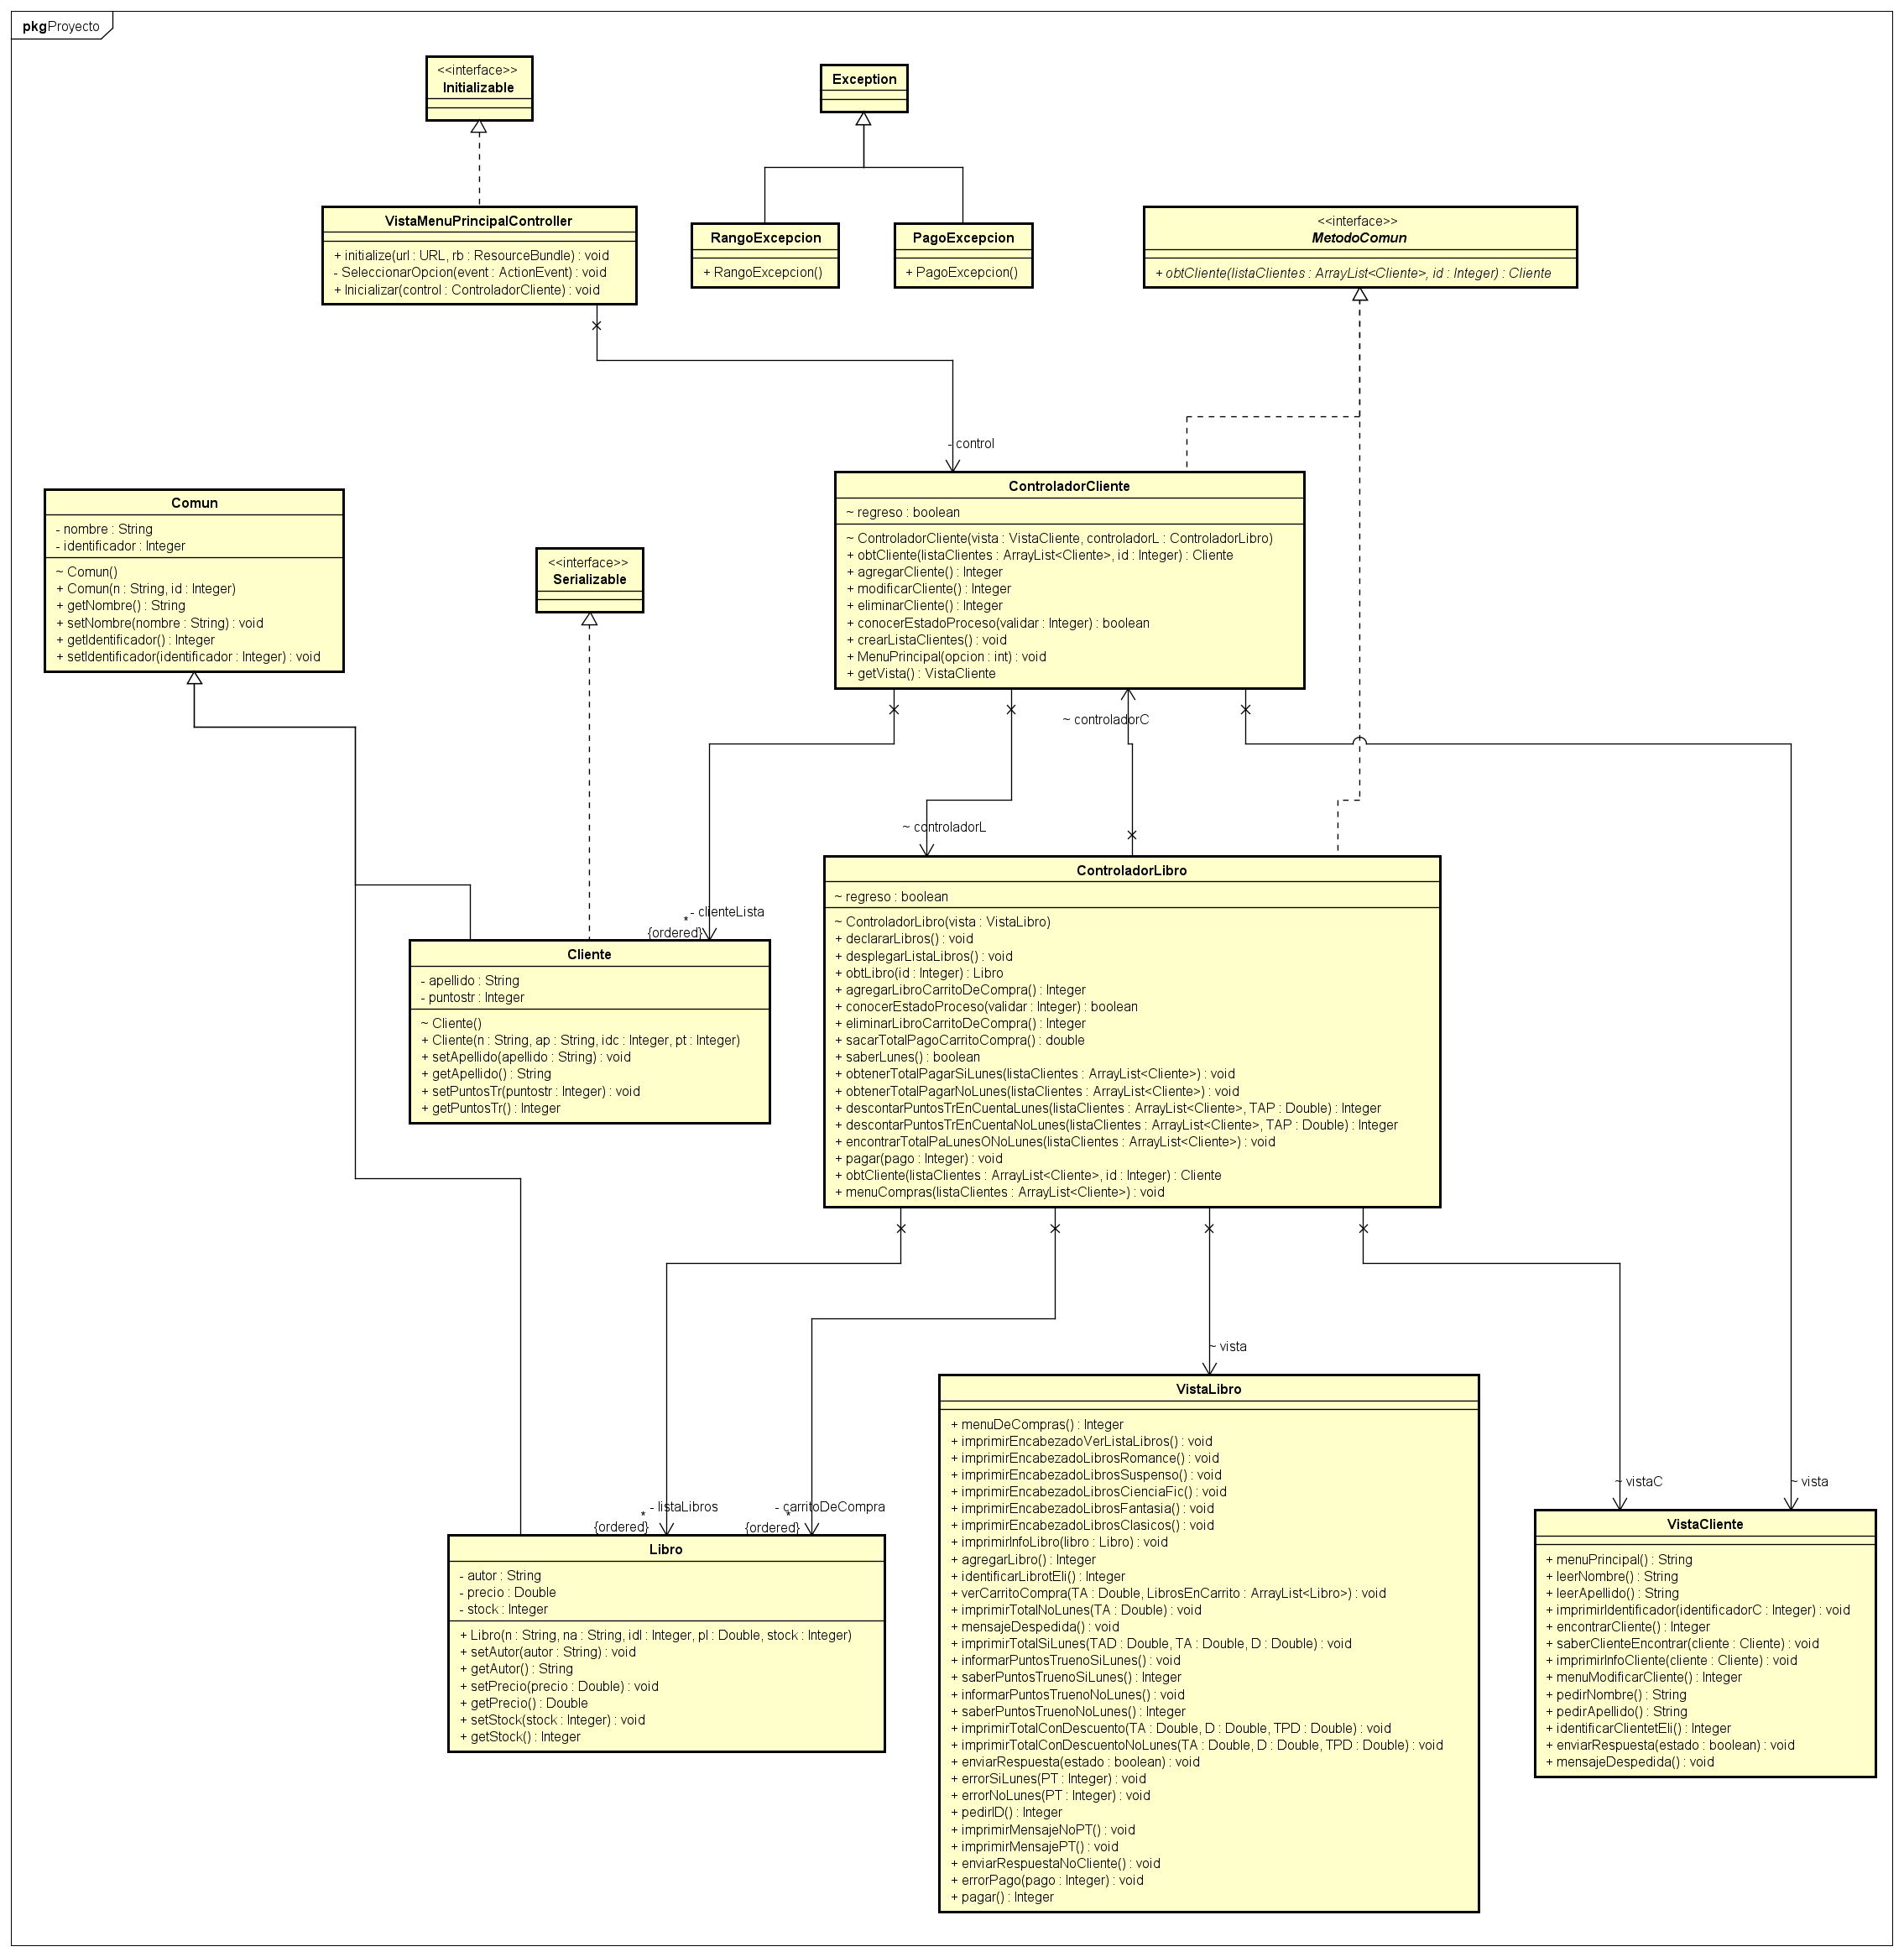 pkg Proyecto
<<interface>>
Initializable
Exception
VistaMenuPrincipalController
+ initialize(url : URL, rb : ResourceBundle) : void
- SeleccionarOpcion(event : ActionEvent) : void
+ Inicializar(control : ControladorCliente) : void
RangoExcepcion
+ RangoExcepcion()
PagoExcepcion
+ PagoExcepcion()
<<interface>>
MetodoComun
+ obtCliente(listaClientes : ArrayList<Cliente>, id : Integer) : Cliente
- control
Comun
- nombre : String
- identificador : Integer
~ Comun()
+ Comun(n : String, id : Integer)
+ getNombre() : String
+ setNombre(nombre : String) : void
+ getIdentificador() : Integer
+ setIdentificador(identificador : Integer) : void
<<interface>>
Serializable
ControladorCliente
~ regreso : boolean
~ ControladorCliente(vista : VistaCliente, controladorL : ControladorLibro)
+ obtCliente(listaClientes : ArrayList<Cliente>, id : Integer) : Cliente
+ agregarCliente() : Integer
+ modificarCliente() : Integer
+ eliminarCliente() : Integer
+ conocerEstadoProceso(validar : Integer) : boolean
+ crearListaClientes() : void
+ MenuPrincipal(opcion : int) : void
+ getVista() : VistaCliente
~ controladorC
~ controladorL
- clienteLista
*
{ordered}
Cliente
- apellido : String
- puntostr : Integer
~ Cliente()
+ Cliente(n : String, ap : String, idc : Integer, pt : Integer)
+ setApellido(apellido : String) : void
+ getApellido() : String
+ setPuntosTr(puntostr : Integer) : void
+ getPuntosTr() : Integer
ControladorLibro
~ regreso : boolean
~ ControladorLibro(vista : VistaLibro)
+ declararLibros() : void
+ desplegarListaLibros() : void
+ obtLibro(id : Integer) : Libro
+ agregarLibroCarritoDeCompra() : Integer
+ conocerEstadoProceso(validar : Integer) : boolean
+ eliminarLibroCarritoDeCompra() : Integer
+ sacarTotalPagoCarritoCompra() : double
+ saberLunes() : boolean
+ obtenerTotalPagarSiLunes(listaClientes : ArrayList<Cliente>) : void
+ obtenerTotalPagarNoLunes(listaClientes : ArrayList<Cliente>) : void
+ descontarPuntosTrEnCuentaLunes(listaClientes : ArrayList<Cliente>, TAP : Double) : Integer
+ descontarPuntosTrEnCuentaNoLunes(listaClientes : ArrayList<Cliente>, TAP : Double) : Integer
+ encontrarTotalPaLunesONoLunes(listaClientes : ArrayList<Cliente>) : void
+ pagar(pago : Integer) : void
+ obtCliente(listaClientes : ArrayList<Cliente>, id : Integer) : Cliente
+ menuCompras(listaClientes : ArrayList<Cliente>) : void
~ vista
~ vistaC
~ vista
- listaLibros
*
{ordered}
- carritoDeCompra
*
{ordered}
Libro
- autor : String
- precio : Double
- stock : Integer
+ Libro(n : String, na : String, idl : Integer, pl : Double, stock : Integer)
+ setAutor(autor : String) : void
+ getAutor() : String
+ setPrecio(precio : Double) : void
+ getPrecio() : Double
+ setStock(stock : Integer) : void
+ getStock() : Integer
VistaLibro
+ menuDeCompras() : Integer
+ imprimirEncabezadoVerListaLibros() : void
+ imprimirEncabezadoLibrosRomance() : void
+ imprimirEncabezadoLibrosSuspenso() : void
+ imprimirEncabezadoLibrosCienciaFic() : void
+ imprimirEncabezadoLibrosFantasia() : void
+ imprimirEncabezadoLibrosClasicos() : void
+ imprimirInfoLibro(libro : Libro) : void
+ agregarLibro() : Integer
+ identificarLibrotEli() : Integer
+ verCarritoCompra(TA : Double, LibrosEnCarrito : ArrayList<Libro>) : void
+ imprimirTotalNoLunes(TA : Double) : void
+ mensajeDespedida() : void
+ imprimirTotalSiLunes(TAD : Double, TA : Double, D : Double) : void
+ informarPuntosTruenoSiLunes() : void
+ saberPuntosTruenoSiLunes() : Integer
+ informarPuntosTruenoNoLunes() : void
+ saberPuntosTruenoNoLunes() : Integer
+ imprimirTotalConDescuento(TA : Double, D : Double, TPD : Double) : void
+ imprimirTotalConDescuentoNoLunes(TA : Double, D : Double, TPD : Double) : void
+ enviarRespuesta(estado : boolean) : void
+ errorSiLunes(PT : Integer) : void
+ errorNoLunes(PT : Integer) : void
+ pedirID() : Integer
+ imprimirMensajeNoPT() : void
+ imprimirMensajePT() : void
+ enviarRespuestaNoCliente() : void
+ errorPago(pago : Integer) : void
+ pagar() : Integer
VistaCliente
+ menuPrincipal() : String
+ leerNombre() : String
+ leerApellido() : String
+ imprimirIdentificador(identificadorC : Integer) : void
+ encontrarCliente() : Integer
+ saberClienteEncontrar(cliente : Cliente) : void
+ imprimirInfoCliente(cliente : Cliente) : void
+ menuModificarCliente() : Integer
+ pedirNombre() : String
+ pedirApellido() : String
+ identificarClientetEli() : Integer
+ enviarRespuesta(estado : boolean) : void
+ mensajeDespedida() : void